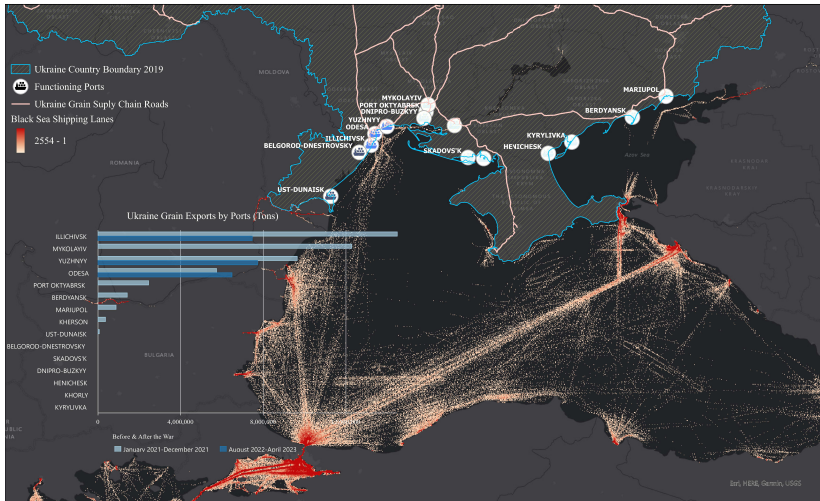 Ukraine Country Boundary 2019
Functioning Ports
Ukraine Grain Suply Chain Roads
Black Sea Shipping Lanes
2554 - 1
MOLDOVA
ROMANIA
BULGARIA
Azov Sea
MARIUPOL
BERDYANSK
MYKOLAYIV
PORT OKTYABRSK
DNIPRO-BUZKYY
YUZHNYY
ODESA
ILLICHIVSK
BELGOROD-DNESTROVSKY
KYRYLIVKA
HENICHESK
SKADOVS'K
UST-DUNAISK
Ukraine Grain Exports by Ports (Tons)
ILLICHIVSK
MYKOLAYIV
YUZHNYY
ODESA
PORT OKTYABRSK
BERDYANSK
MARIUPOL
KHERSON
UST-DUNAISK
BELGOROD-DNESTROVSKY
SKADOVS'K
DNIPRO-BUZKYY
HENICHESK
KHORLY
KYRYLIVKA
0 4,000,000 8,000,000
Before & After the War
January 2021-December 2021 August 2022-April 2023
Esri, HERE, Garmin, USGS